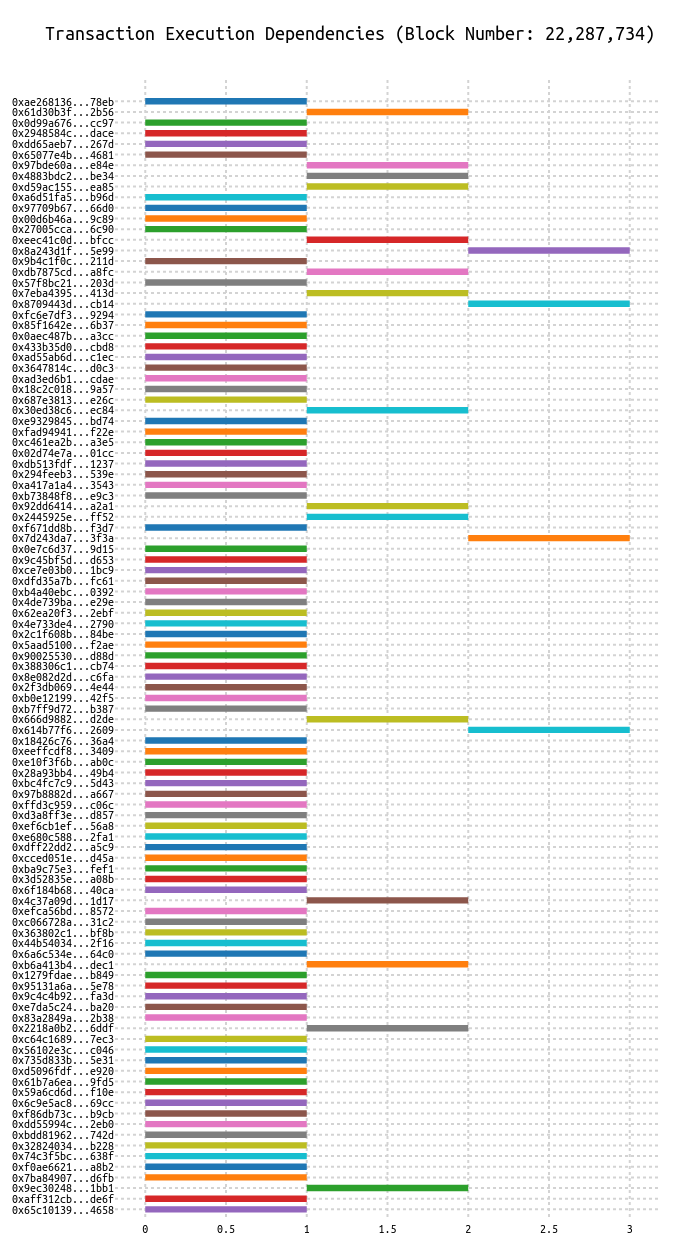 Transaction Execution Dependencies (Block Number: 22,287,734)
0xae268136...78eb
0x61d30b3f...2b56
0x0d99a676...cc97
0x2948584c...dace
0xdd65aeb7...267d
0x65077e4b...4681
0x97bde60a...e84e
0x4883bdc2...be34
0xd59ac155...ea85
0xa6d51fa5...b96d
0x97709b67...66d0
0x00d6b46a...9c89
0x27005cca...6c90
0xeec41c0d...bfcc
0x8a243d1f...5e99
0x9b4c1f0c...211d
0xdb7875cd...a8fc
0x57f8bc21...203d
0x7eba4395...413d
0x8709443d...cb14
0xfc6e7df3...9294
0x85f1642e...6b37
0x0aec487b...a3cc
0x433b35d0...cbd8
0xad55ab6d...c1ec
0x3647814c...d0c3
0xad3ed6b1...cdae
0x18c2c018...9a57
0x687e3813...e26c
0x30ed38c6...ec84
0xe9329845...bd74
0xfad94941...f22e
0xc461ea2b...a3e5
0x02d74e7a...01cc
0xdb513fdf...1237
0x294feeb3...539e
0xa417a1a4...3543
0xb73848f8...e9c3
0x92dd6414...a2a1
0x2445925e...ff52
0xf671dd8b...f3d7
0x7d243da7...3f3a
0x0e7c6d37...9d15
0x9c45bf5d...d653
0xce7e03b0...1bc9
0xdfd35a7b...fc61
0xb4a40ebc...0392
0x4de739ba...e29e
0x62ea20f3...2ebf
0x4e733de4...2790
0x2c1f608b...84be
0x5aad5100...f2ae
0x90025530...d88d
0x388306c1...cb74
0x8e082d2d...c6fa
0x2f3db069...4e44
0xb0e12199...42f5
0xb7ff9d72...b387
0x666d9882...d2de
0x614b77f6...2609
0x18426c76...36a4
0xeeffcdf8...3409
0xe10f3f6b...ab0c
0x28a93bb4...49b4
0xbc4fc7c9...5d43
0x97b8882d...a667
0xffd3c959...c06c
0xd3a8ff3e...d857
0xef6cb1ef...56a8
0xe680c588...2fa1
0xdff22dd2...a5c9
0xcced051e...d45a
0xba9c75e3...fef1
0x3d52835e...a08b
0x6f184b68...40ca
0x4c37a09d...1d17
0xefca56bd...8572
0xc066728a...31c2
0x363802c1...bf8b
0x44b54034...2f16
0x6a6c534e...64c0
0xb6a413b4...dec1
0x1279fdae...b849
0x95131a6a...5e78
0x9c4c4b92...fa3d
0xe7da5c24...ba20
0x83a2849a...2b38
0x2218a0b2...6ddf
0xc64c1689...7ec3
0x56102e3c...c046
0x735d833b...5e31
0xd5096fdf...e920
0x61b7a6ea...9fd5
0x59a6cd6d...f10e
0x6c9e5ac8...69cc
0xf86db73c...b9cb
0xdd55994c...2eb0
0xbdd81962...742d
0x32824034...b228
0x74c3f5bc...638f
0xf0ae6621...a8b2
0x7ba84907...d6fb
0x9ec30248...1bb1
0xaff312cb...de6f
0x65c10139...4658
0 0.5 1 1.5 2 2.5 3